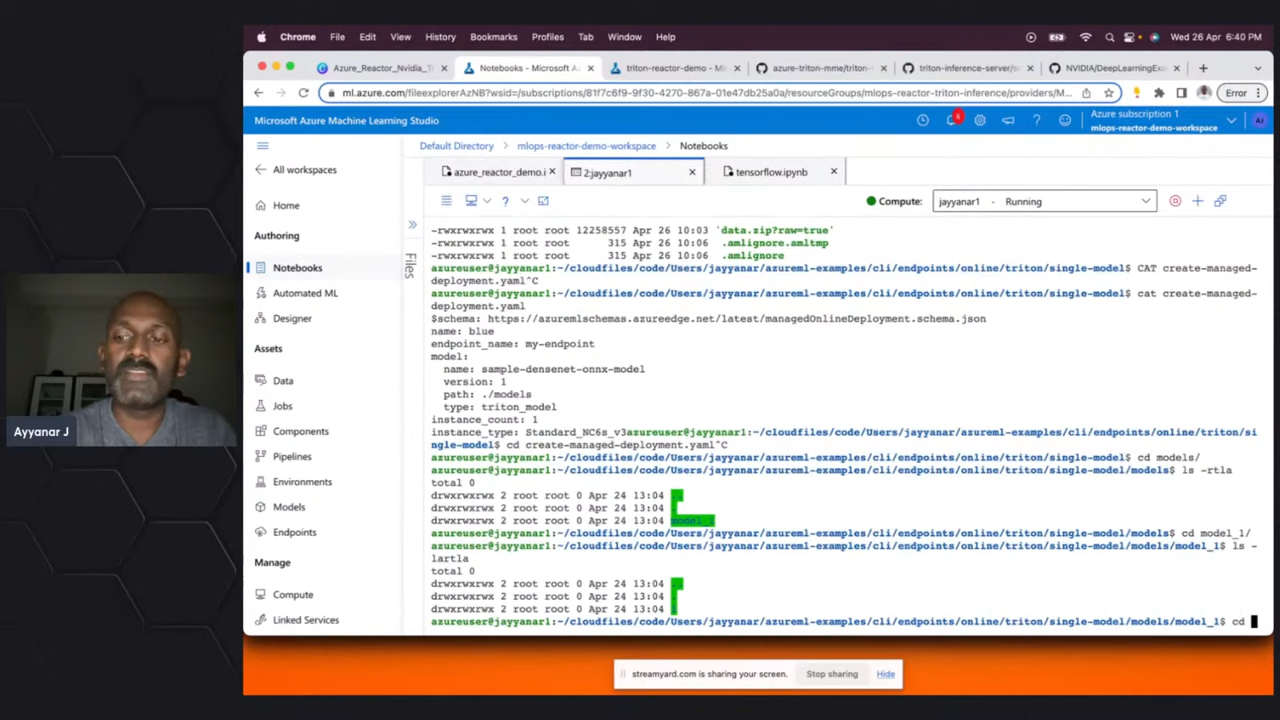 Chrome File Edit View History Bookmarks Profiles Tab Window Help Wed 26 Apr 6:40 PM
Azure_Reactor_Nvidia_Tr Notebooks - Microsoft A triton-reactor-demo - Mi azure-triton-mme/triton- triton-inference-server/s NVIDIA/DeepLearningExa
ml.azure.com/fileexplorerAzNB?wsid=/subscriptions/81f7c6f9-9f30-4270-867a-01e47db25a0a/resourceGroups/mlops-reactor-triton-inference/providers/M... Error
Microsoft Azure Machine Learning Studio
6
Azure subscription 1
mlops-reactor-demo-workspace
AJ
Default Directory > mlops-reactor-demo-workspace > Notebooks
All workspaces
Home
Authoring
Notebooks
Automated ML
Designer
Assets
Data
Jobs
Components
Pipelines
Environments
Models
Endpoints
Manage
Compute
Linked Services
Files
azure_reactor_demo.i 2:jayyanar1 tensorflow.ipynb
Compute: jayyanar1 - Running
-rwxrwxrwx 1 root root 12258557 Apr 26 10:03 'data.zip?raw=true'
-rwxrwxrwx 1 root root 315 Apr 26 10:06 .amlignore.amltmp
-rwxrwxrwx 1 root root 315 Apr 26 10:06 .amlignore
azureuser@jayyanar1:~/cloudfiles/code/Users/jayyanar/azureml-examples/cli/endpoints/online/triton/single-model$ CAT create-managed-
deployment.yaml^C
azureuser@jayyanar1:~/cloudfiles/code/Users/jayyanar/azureml-examples/cli/endpoints/online/triton/single-model$ cat create-managed-
deployment.yaml
$schema: https://azuremlschemas.azureedge.net/latest/managedOnlineDeployment.schema.json
name: blue
endpoint_name: my-endpoint
model:
name: sample-densenet-onnx-model
version: 1
path: ./models
type: triton_model
instance_count: 1
instance_type: Standard_NC6s_v3azureuser@jayyanar1:~/cloudfiles/code/Users/jayyanar/azureml-examples/cli/endpoints/online/triton/si
ngle-model$ cd create-managed-deployment.yaml^C
azureuser@jayyanar1:~/cloudfiles/code/Users/jayyanar/azureml-examples/cli/endpoints/online/triton/single-model$ cd models/
azureuser@jayyanar1:~/cloudfiles/code/Users/jayyanar/azureml-examples/cli/endpoints/online/triton/single-model/models$ ls -rtla
total 0
drwxrwxrwx 2 root root 0 Apr 24 13:04 ..
drwxrwxrwx 2 root root 0 Apr 24 13:04 .
drwxrwxrwx 2 root root 0 Apr 24 13:04 model_1
azureuser@jayyanar1:~/cloudfiles/code/Users/jayyanar/azureml-examples/cli/endpoints/online/triton/single-model/models$ cd model_1/
azureuser@jayyanar1:~/cloudfiles/code/Users/jayyanar/azureml-examples/cli/endpoints/online/triton/single-model/models/model_1$ ls -
lartla
total 0
drwxrwxrwx 2 root root 0 Apr 24 13:04 ..
drwxrwxrwx 2 root root 0 Apr 24 13:04 .
drwxrwxrwx 2 root root 0 Apr 24 13:04
azureuser@jayyanar1:~/cloudfiles/code/Users/jayyanar/azureml-examples/cli/endpoints/online/triton/single-model/models/model_1$ cd
Ayyanar J
streamyard.com is sharing your screen. Stop sharing Hide